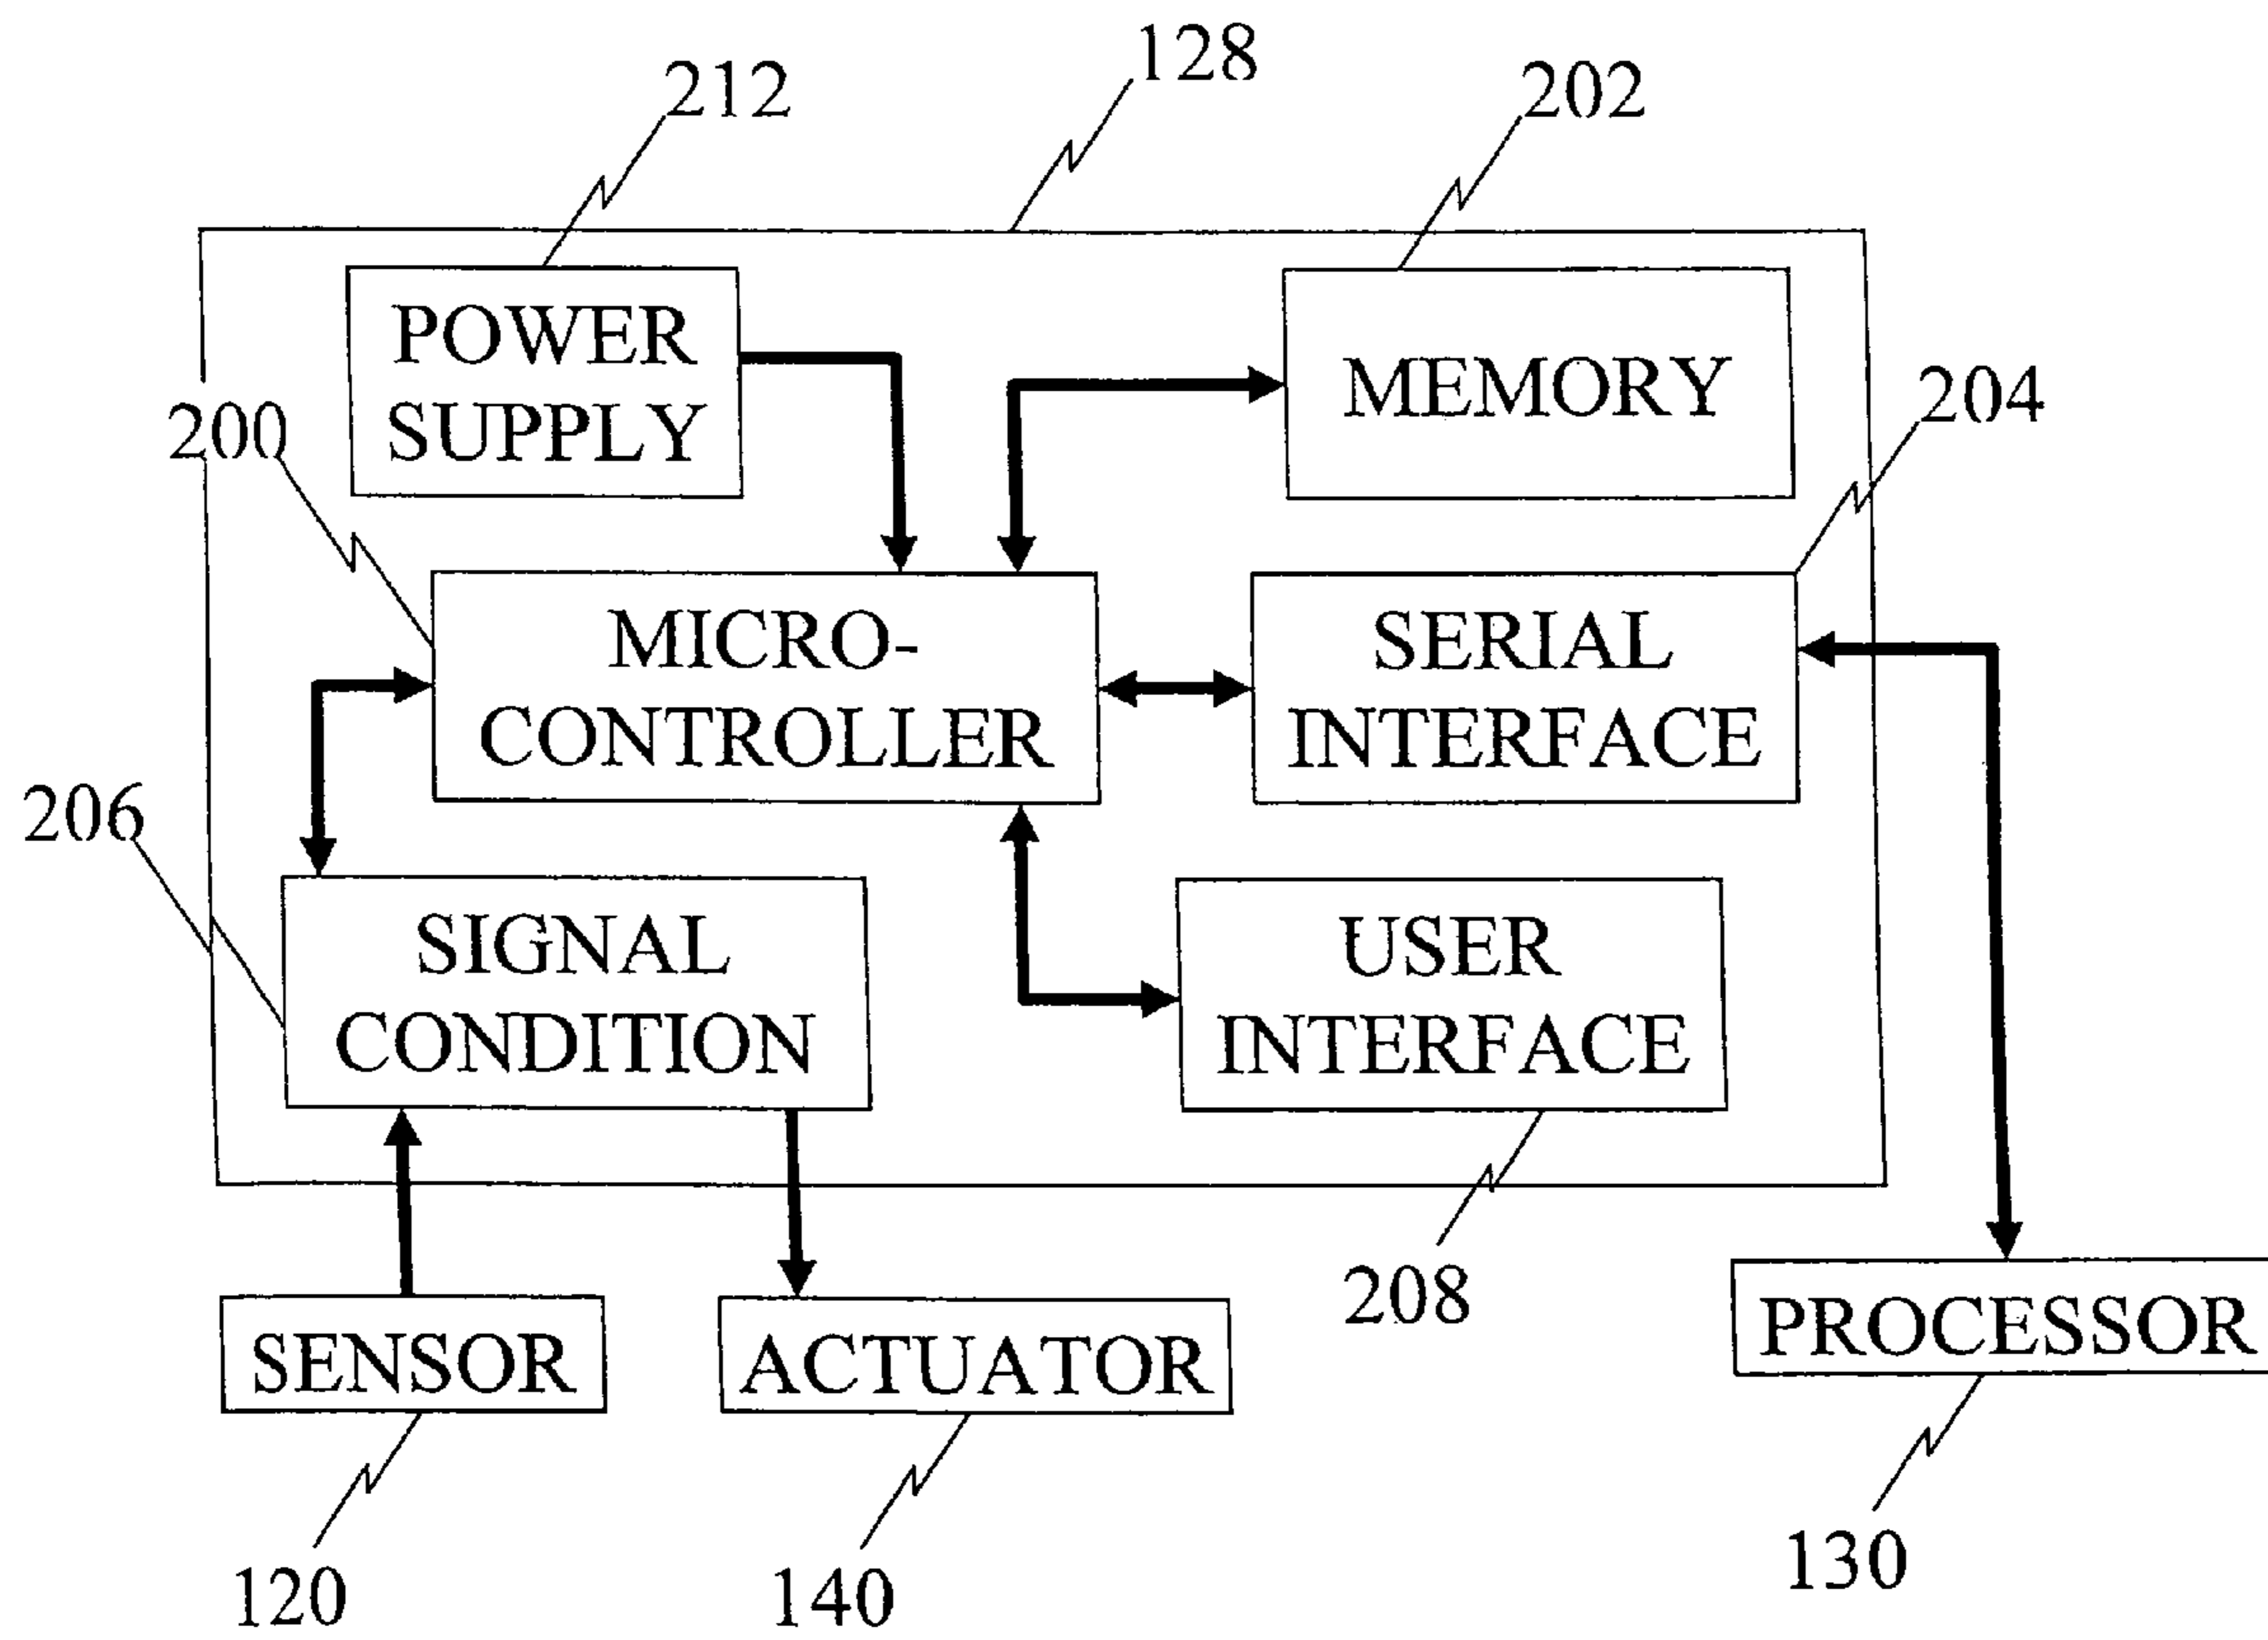 128
212
202
POWER
SUPPLY
MEMORY
204
200
MICRO-
CONTROLLER
SERIAL
INTERFACE
206
SIGNAL
CONDITION
USER
INTERFACE
208
SENSOR
ACTUATOR
PROCESSOR
120
140
130